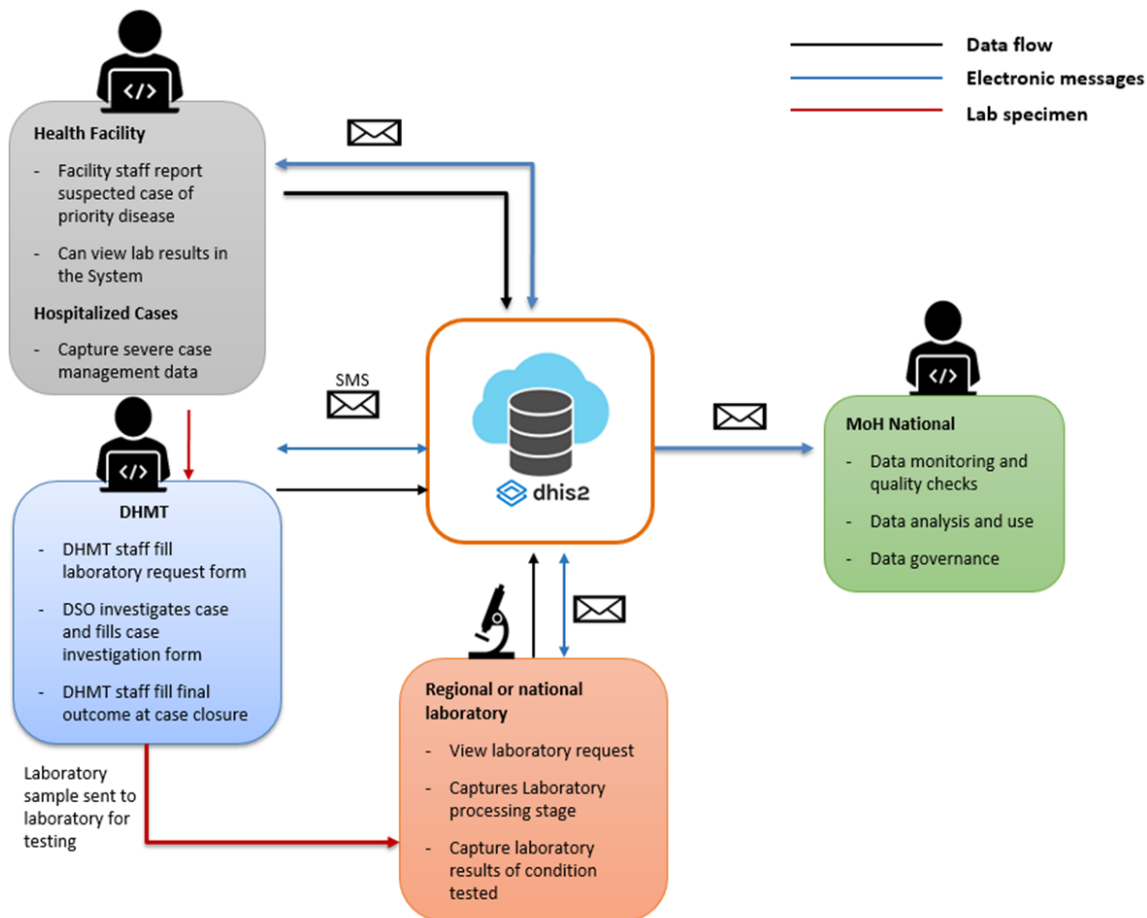 Data flow
Electronic messages
Lab specimen
</>
Health Facility
- Facility staff report
suspected case of
priority disease
- Can view lab results in
the System
Hospitalized Cases
- Capture severe case
management data
SMS
</>
DHMT
- DHMT staff fill
laboratory request form
- DSO investigates case
and fills case
investigation form
- DHMT staff fill final
outcome at case closure
Laboratory
sample sent to
laboratory for
testing
dhis2
</>
MoH National
- Data monitoring and
quality checks
- Data analysis and use
- Data governance
Regional or national
laboratory
- View laboratory request
- Captures Laboratory
processing stage
- Capture laboratory
results of condition
tested